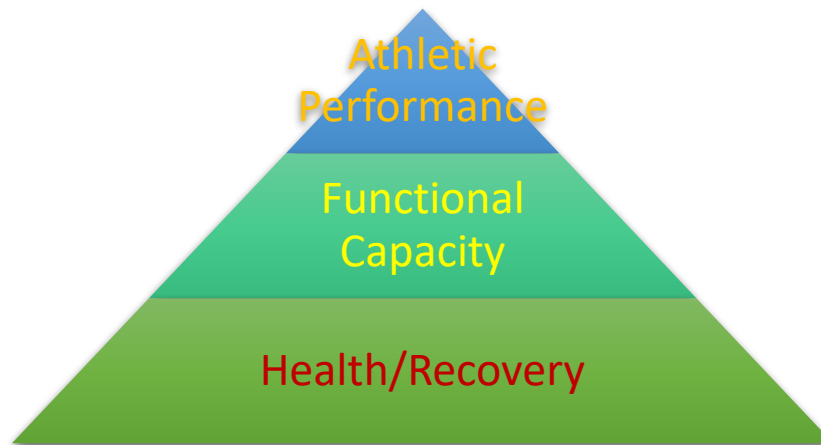 Athletic
Performance
Functional
Capacity
Health/Recovery